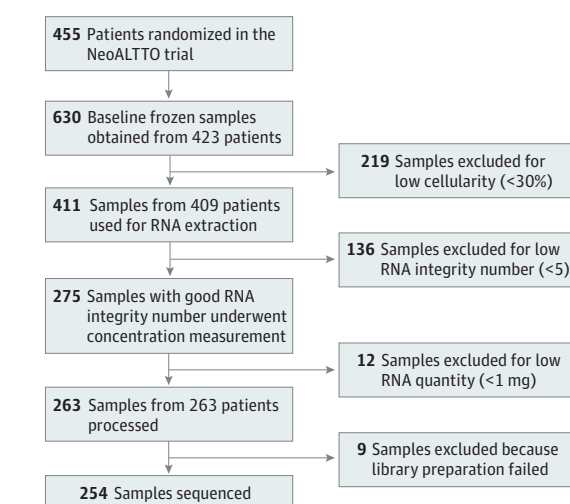 455 Patients randomized in the
NeoALTTO trial
630 Baseline frozen samples
obtained from 423 patients
219 Samples excluded for
low cellularity (<30%)
411 Samples from 409 patients
used for RNA extraction
136 Samples excluded for low
RNA integrity number (<5)
275 Samples with good RNA
integrity number underwent
concentration measurement
12 Samples excluded for low
RNA quantity (<1 mg)
263 Samples from 263 patients
processed
9 Samples excluded because
library preparation failed
254 Samples sequenced